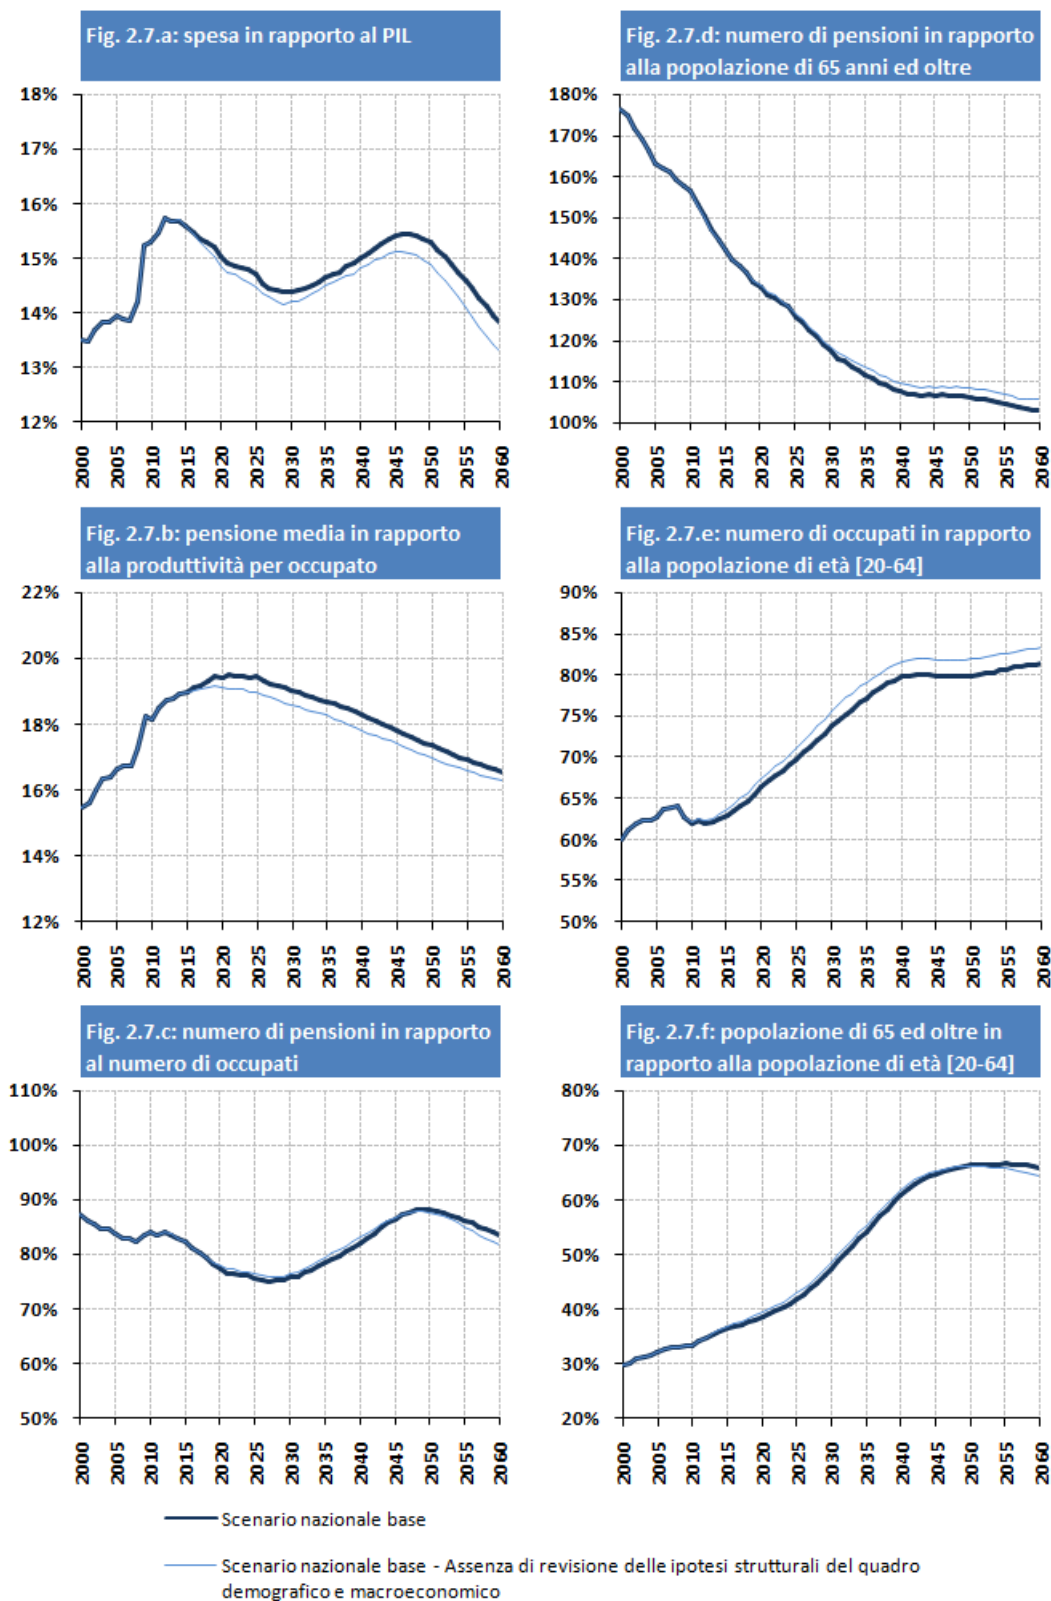 Fig. 2.7.a: spesa in rapporto al PIL
18%
17%
16%
15%
14%
13%
12%
2000 2005 2010 2015 2020 2025 2030 2035 2040 2045 2050 2055 2060
Fig. 2.7.d: numero di pensioni in rapporto
alla popolazione di 65 anni ed oltre
180%
170%
160%
150%
140%
130%
120%
110%
100%
2000 2005 2010 2015 2020 2025 2030 2035 2040 2045 2050 2055 2060
Fig. 2.7.b: pensione media in rapporto
alla produttività per occupato
22%
20%
18%
16%
14%
12%
2000 2005 2010 2015 2020 2025 2030 2035 2040 2045 2050 2055 2060
Fig. 2.7.e: numero di occupati in rapporto
alla popolazione di età [20-64]
90%
85%
80%
75%
70%
65%
60%
55%
50%
2000 2005 2010 2015 2020 2025 2030 2035 2040 2045 2050 2055 2060
Fig. 2.7.c: numero di pensioni in rapporto
al numero di occupati
110%
100%
90%
80%
70%
60%
50%
2000 2005 2010 2015 2020 2025 2030 2035 2040 2045 2050 2055 2060
Fig. 2.7.f: popolazione di 65 ed oltre in
rapporto alla popolazione di età [20-64]
80%
70%
60%
50%
40%
30%
20%
2000 2005 2010 2015 2020 2025 2030 2035 2040 2045 2050 2055 2060
Scenario nazionale base
Scenario nazionale base - Assenza di revisione delle ipotesi strutturali del quadro
demografico e macroeconomico